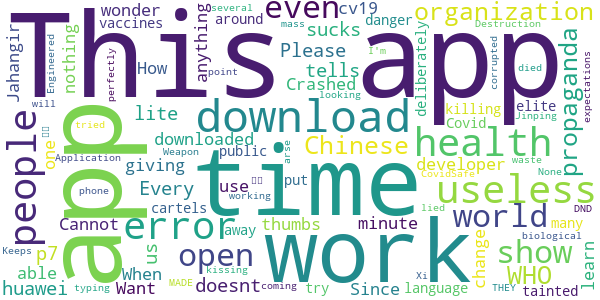 This app
app
time
work
download
people
health
useless
error
open
world
show
WHO
even
organization
propaganda
Chinese
developer
lite
downloaded
giving
Every
cartels
use
public
put
thumbs
minute
away
try
doesnt
Since
language
change
many
tainted
learn
Cannot
p7
us
able
When
huawei
Want
one
nothing
Jahangir
wonder
vaccines
How
anything
around
sucks
cv19
danger
Please
tells
Crashed
deliberately
killing
Covid
elite
mass
several
I'm
point
looking
Engineered
perfectly
will
tried
Application
Weapon
phone
working
Keeps
typing
MADE
kissing
coming
arse
CovidSafe
lied
Xi
THEY
biological
DND
None
waste
died
Jinping
corrupted
Destruction
expectations